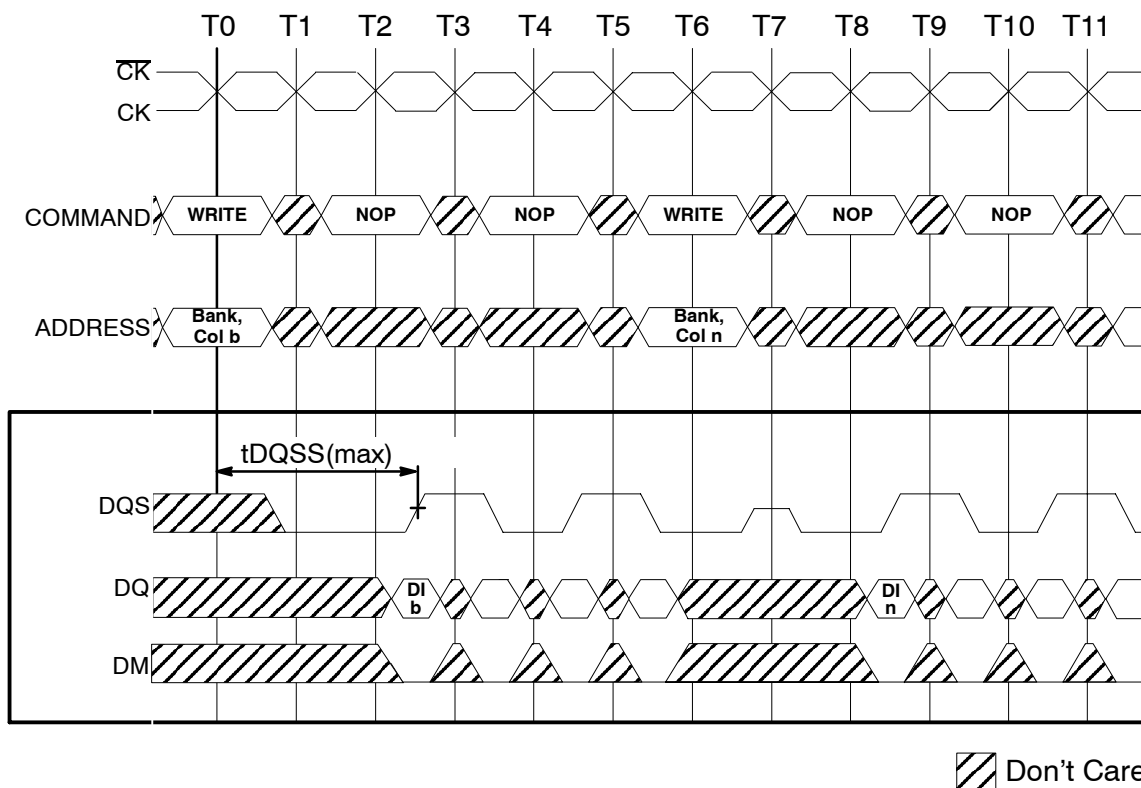 T0 T1 T2 T3 T4 T5 T6 T7 T8 T9 T10 T11
C̅K̅
CK
COMMAND WRITE NOP NOP WRITE NOP NOP
ADDRESS Bank, Col b Bank, Col n
tDQSS(max)
DQS
DQ DI b DI n
DM
Don't Care